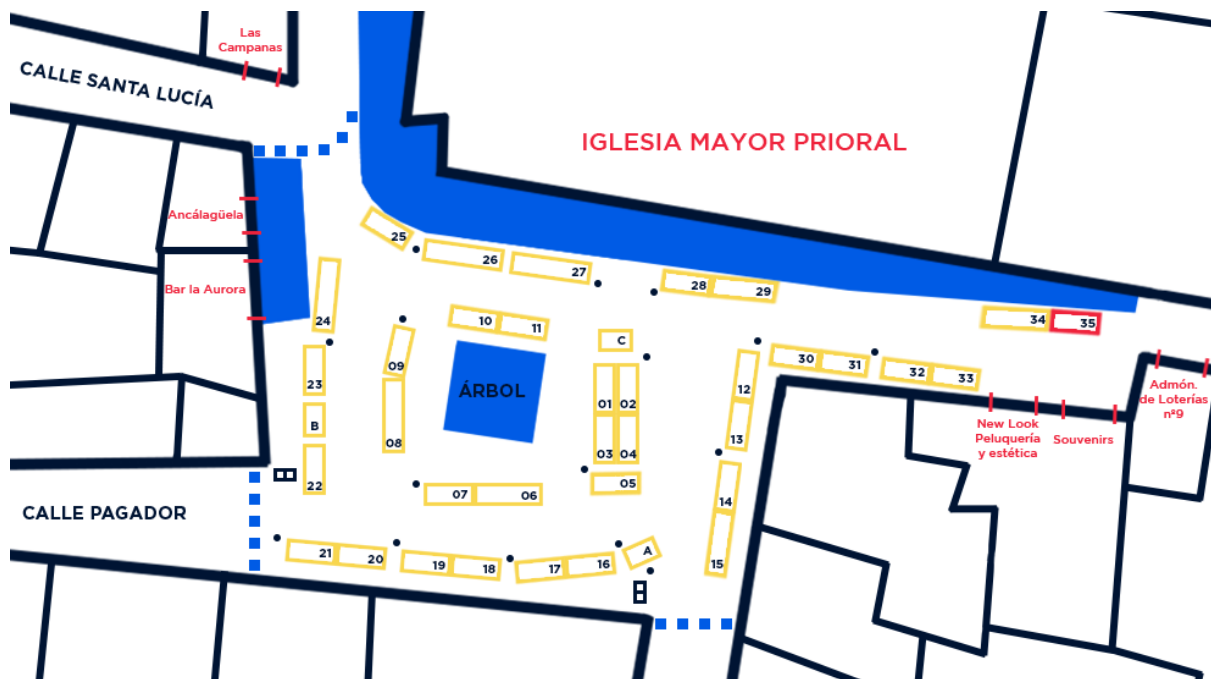 Las
Campanas
CALLE SANTA LUCÍA
IGLESIA MAYOR PRIORAL
Ancálagüela
Bar la Aurora
25
26
27
28
29
24
10
11
34
35
C
09
ÁRBOL
30
31
32
33
12
23
01
02
Admón.
de Loterías
nº9
B
08
03
04
13
New Look
Peluquería
y estética
Souvenirs
22
07
06
05
14
CALLE PAGADOR
21
20
19
18
17
16
A
15